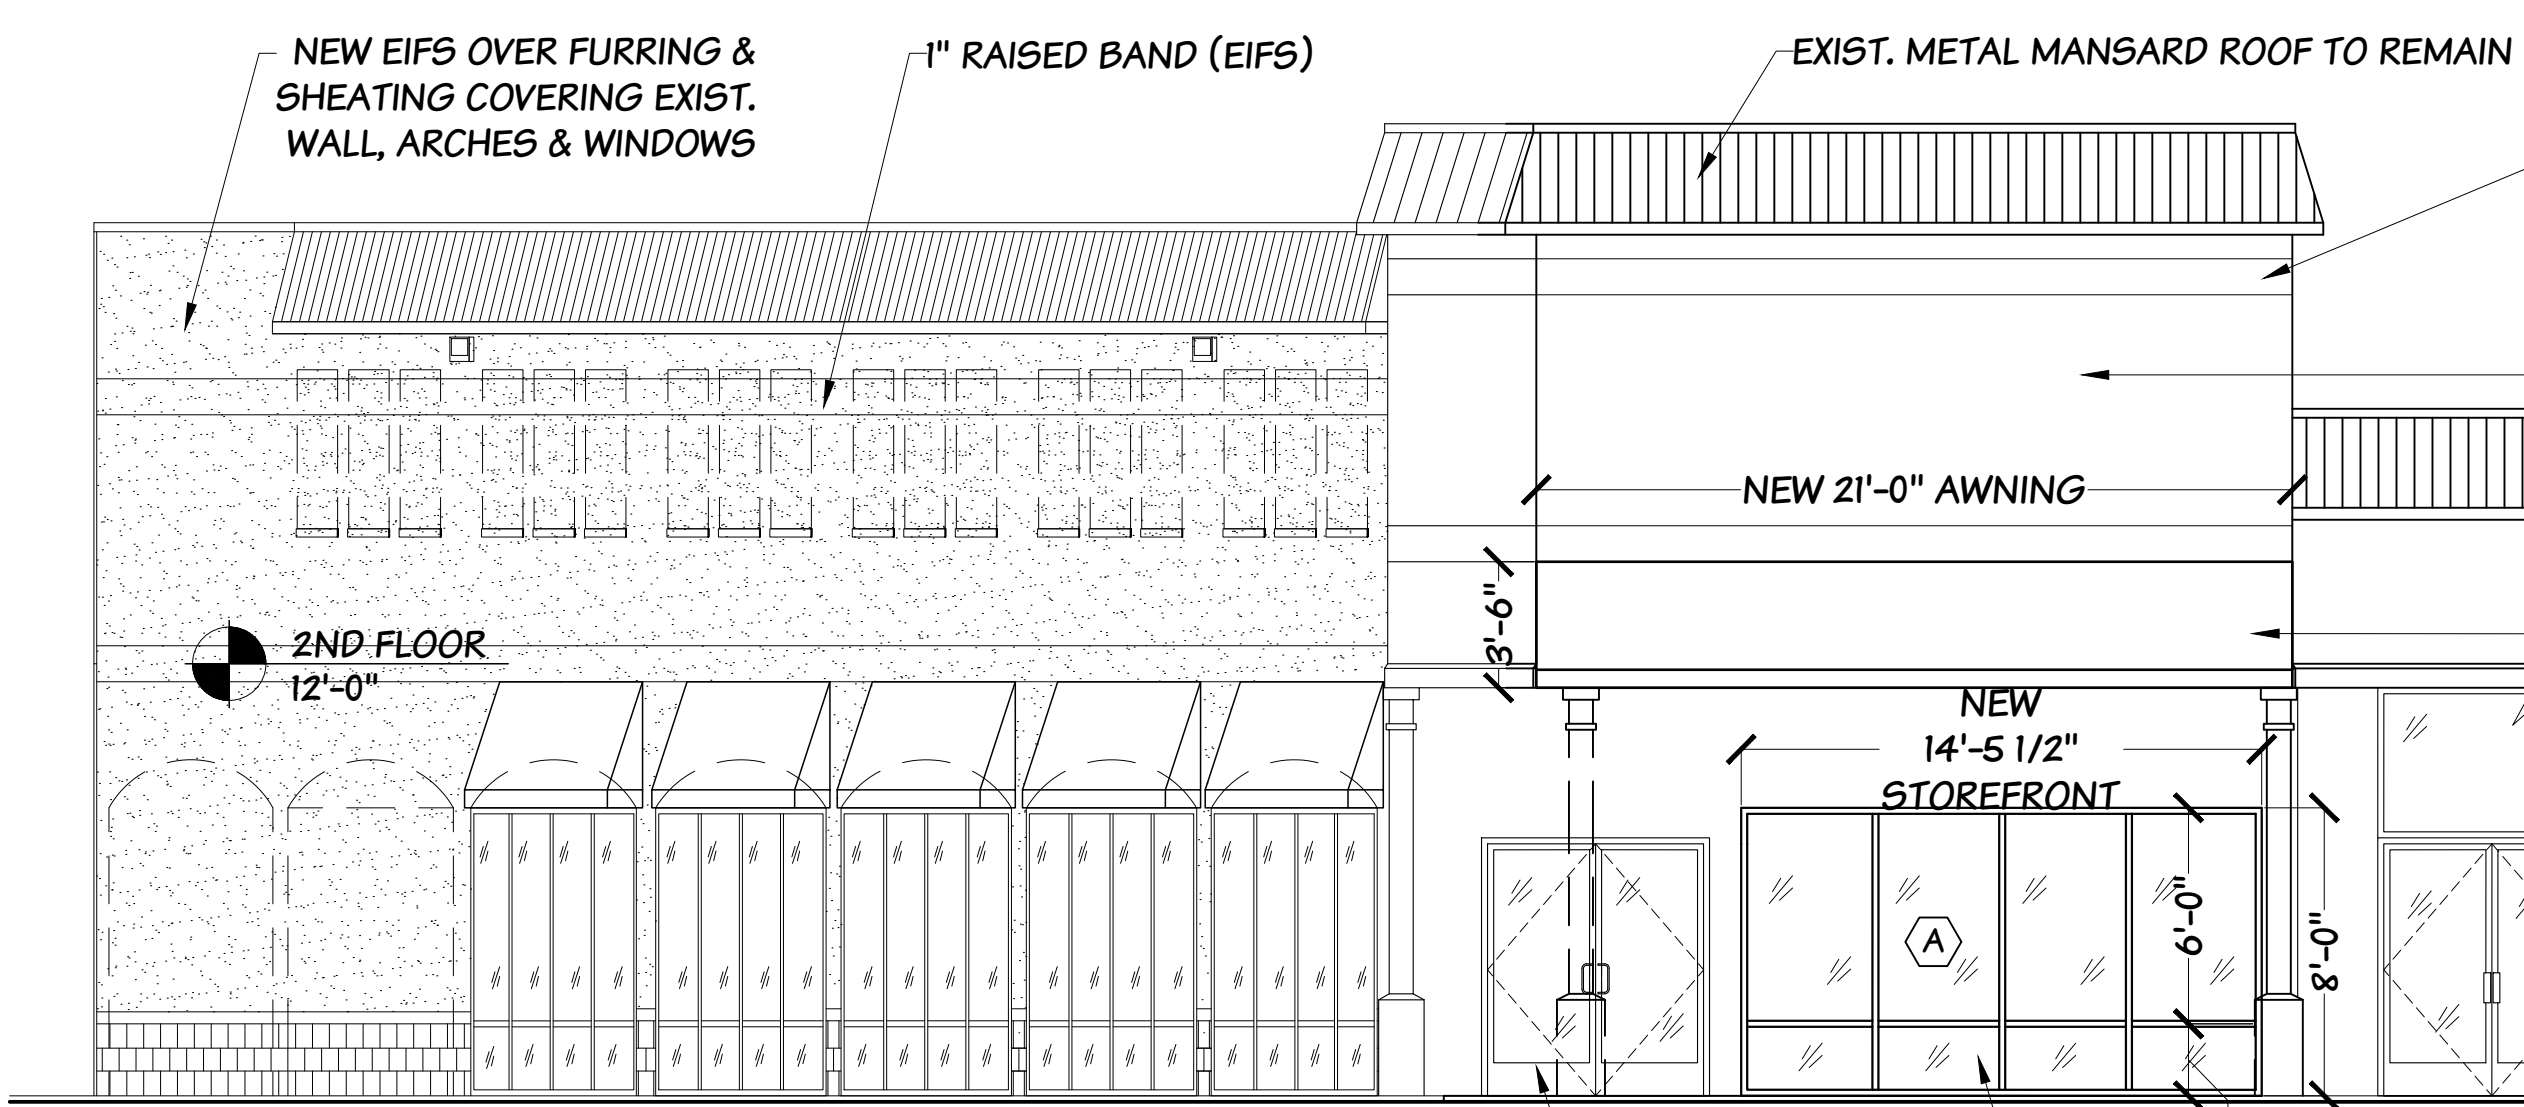 NEW EIFS OVER FURRING &
SHEATING COVERING EXIST.
WALL, ARCHES & WINDOWS
1" RAISED BAND (EIFS)
EXIST. METAL MANSARD ROOF TO REMAIN
NEW 21'-0" AWNING
3'-6"
2ND FLOOR
12'-0"
NEW
14'-5 1/2"
STOREFRONT
A
6'-0"
8'-0"